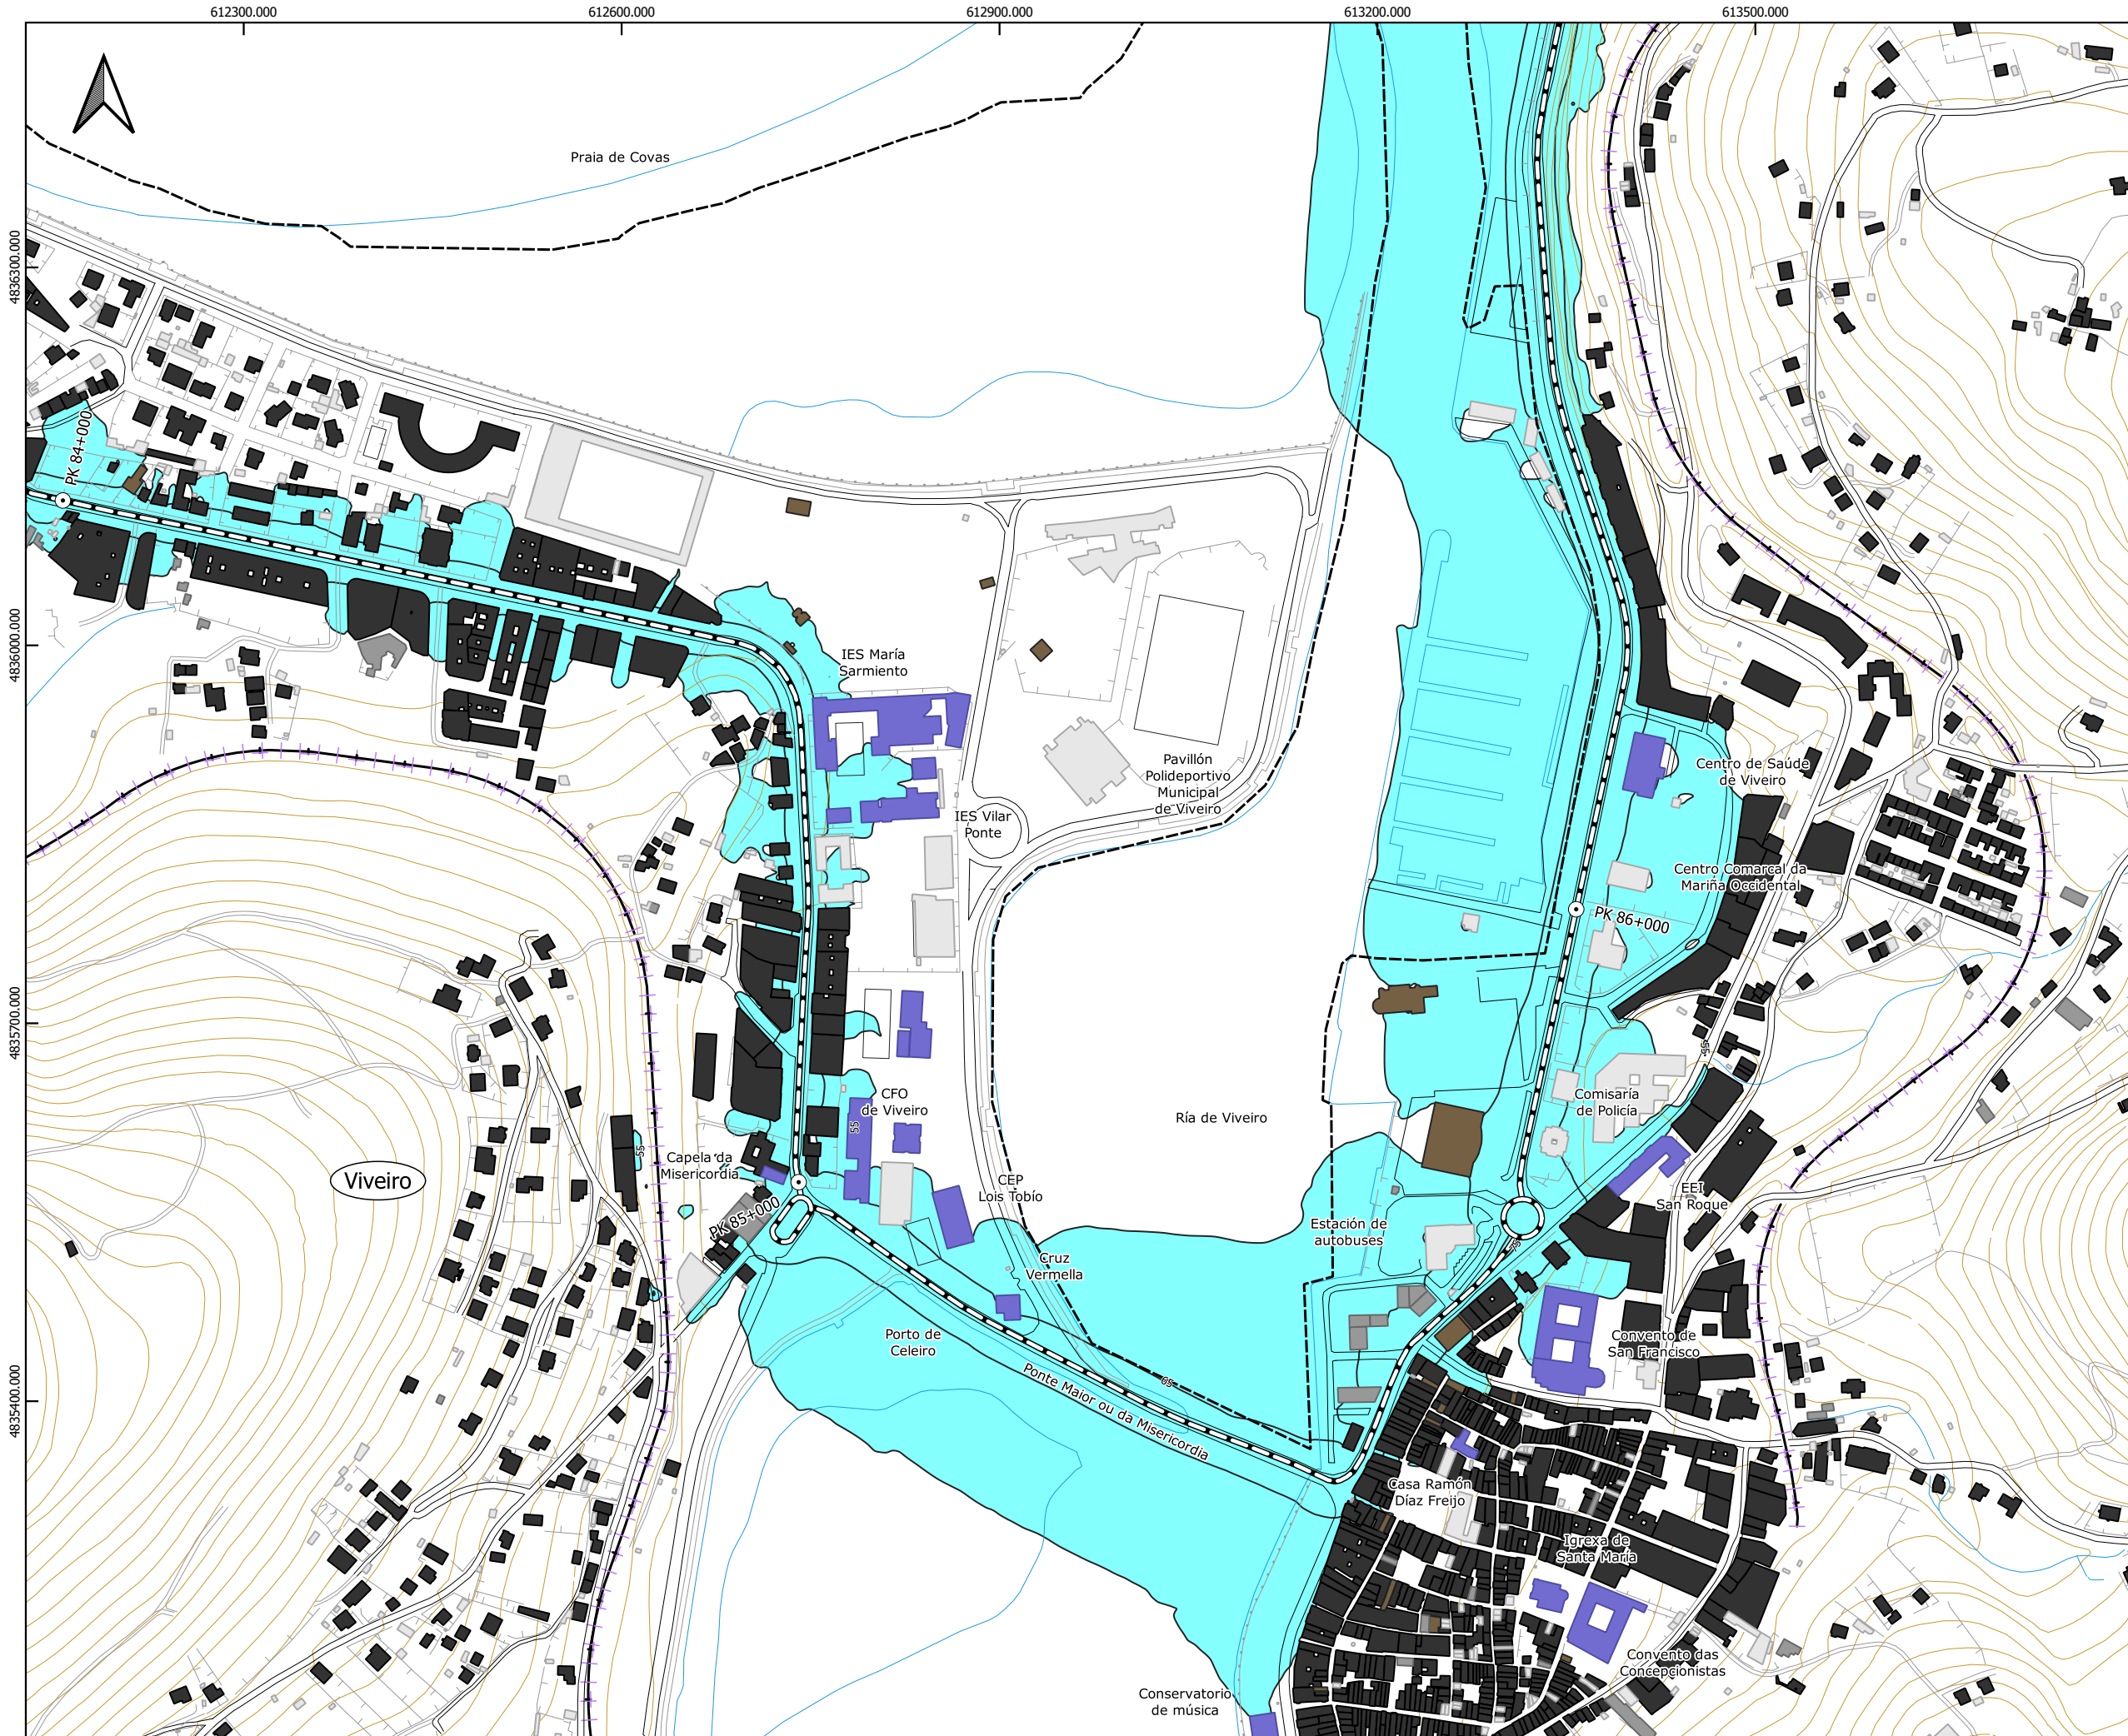 612300.000
612600.000
612900.000
613200.000
613500.000
4836300.000
4836000.000
4835700.000
4835400.000
Praia de Covas
PK 84+000
IES María
Sarmiento
Pavillón
Polideportivo
Municipal
de Viveiro
IES Vilar
Ponte
Centro de Saúde
de Viveiro
Centro Comarcal da
Mariña Occidental
PK 86+000
55
CFO
de Viveiro
55
Ría de Viveiro
Comisaría
de Policía
55
Capela da
Misericordia
Viveiro
CEP
Lois Tobío
EEI
San Roque
PK 85+000
Estación de
autobuses
75
Cruz
Vermella
Porto de
Celeiro
Convento de
San Francisco
65
Ponte Maior ou da Misericordia
Casa Ramón
Díaz Freijo
Igrexa de
Santa María
Convento das
Concepcionistas
Conservatorio
de música